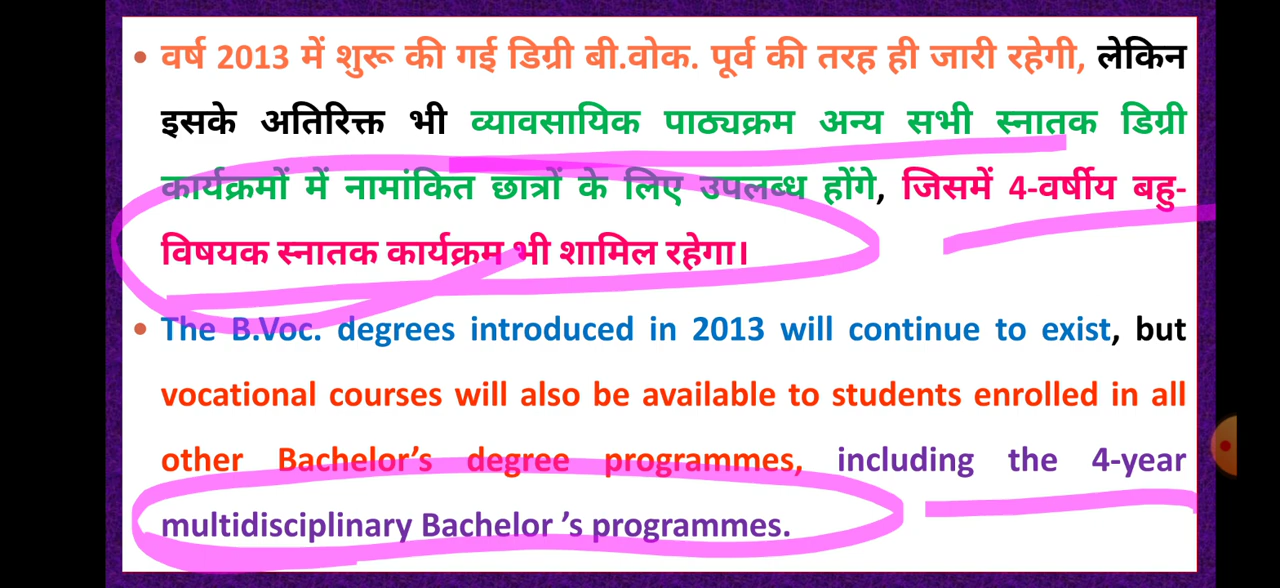 • वर्ष 2013 में शुरू की गई डिग्री बी.वोक. पूर्व की तरह ही जारी रहेगी, लेकिन
इसके अतिरिक्त भी व्यावसायिक पाठ्यक्रम अन्य सभी स्नातक डिग्री
कार्यक्रमों में नामांकित छात्रों के लिए उपलब्ध होंगे, जिसमें 4-वर्षीय बहु-
विषयक स्नातक कार्यक्रम भी शामिल रहेगा।
• The B.Voc. degrees introduced in 2013 will continue to exist, but
vocational courses will also be available to students enrolled in all
other Bachelor’s degree programmes, including the 4-year
multidisciplinary Bachelor ’s programmes.